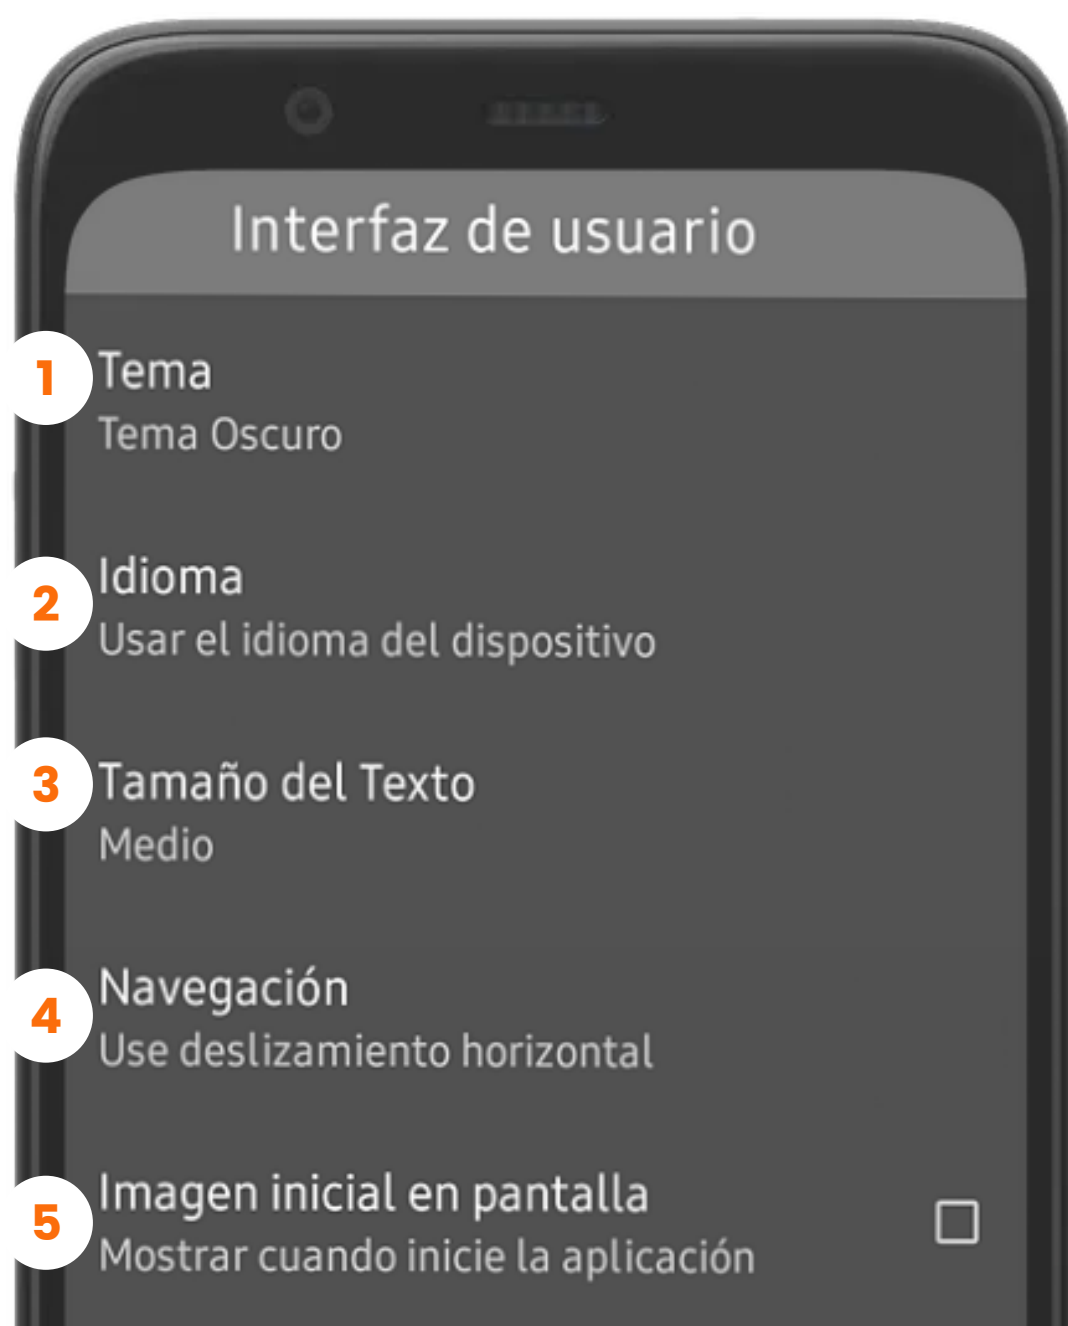 Interfaz de usuario
1 Tema
Tema Oscuro
2 Idioma
Usar el idioma del dispositivo
3 Tamaño del Texto
Medio
4 Navegación
Use deslizamiento horizontal
5 Imagen inicial en pantalla
Mostrar cuando inicie la aplicación